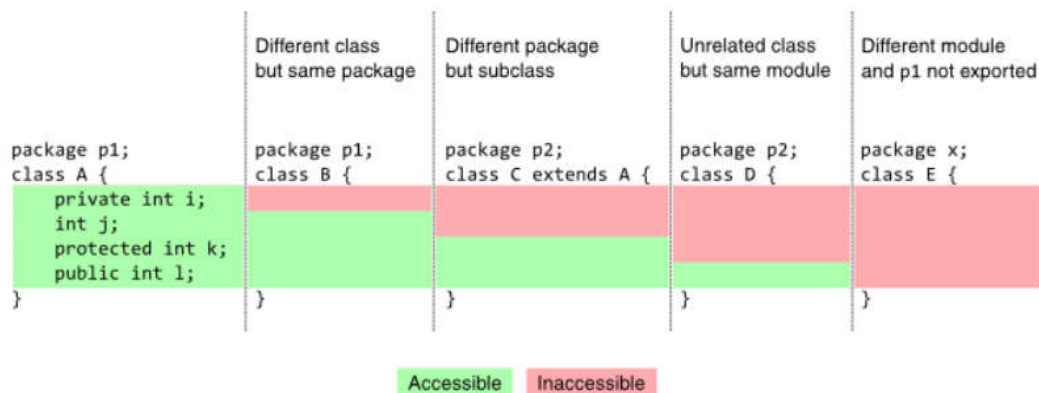 Different class
but same package
Different package
but subclass
Unrelated class
but same module
Different module
and p1 not exported
package p1;
class A {
private int i;
int j;
protected int k;
public int l;
}
package p1;
class B {
}
package p2;
class C extends A {
}
package p2;
class D {
}
package x;
class E {
}
Accessible
Inaccessible